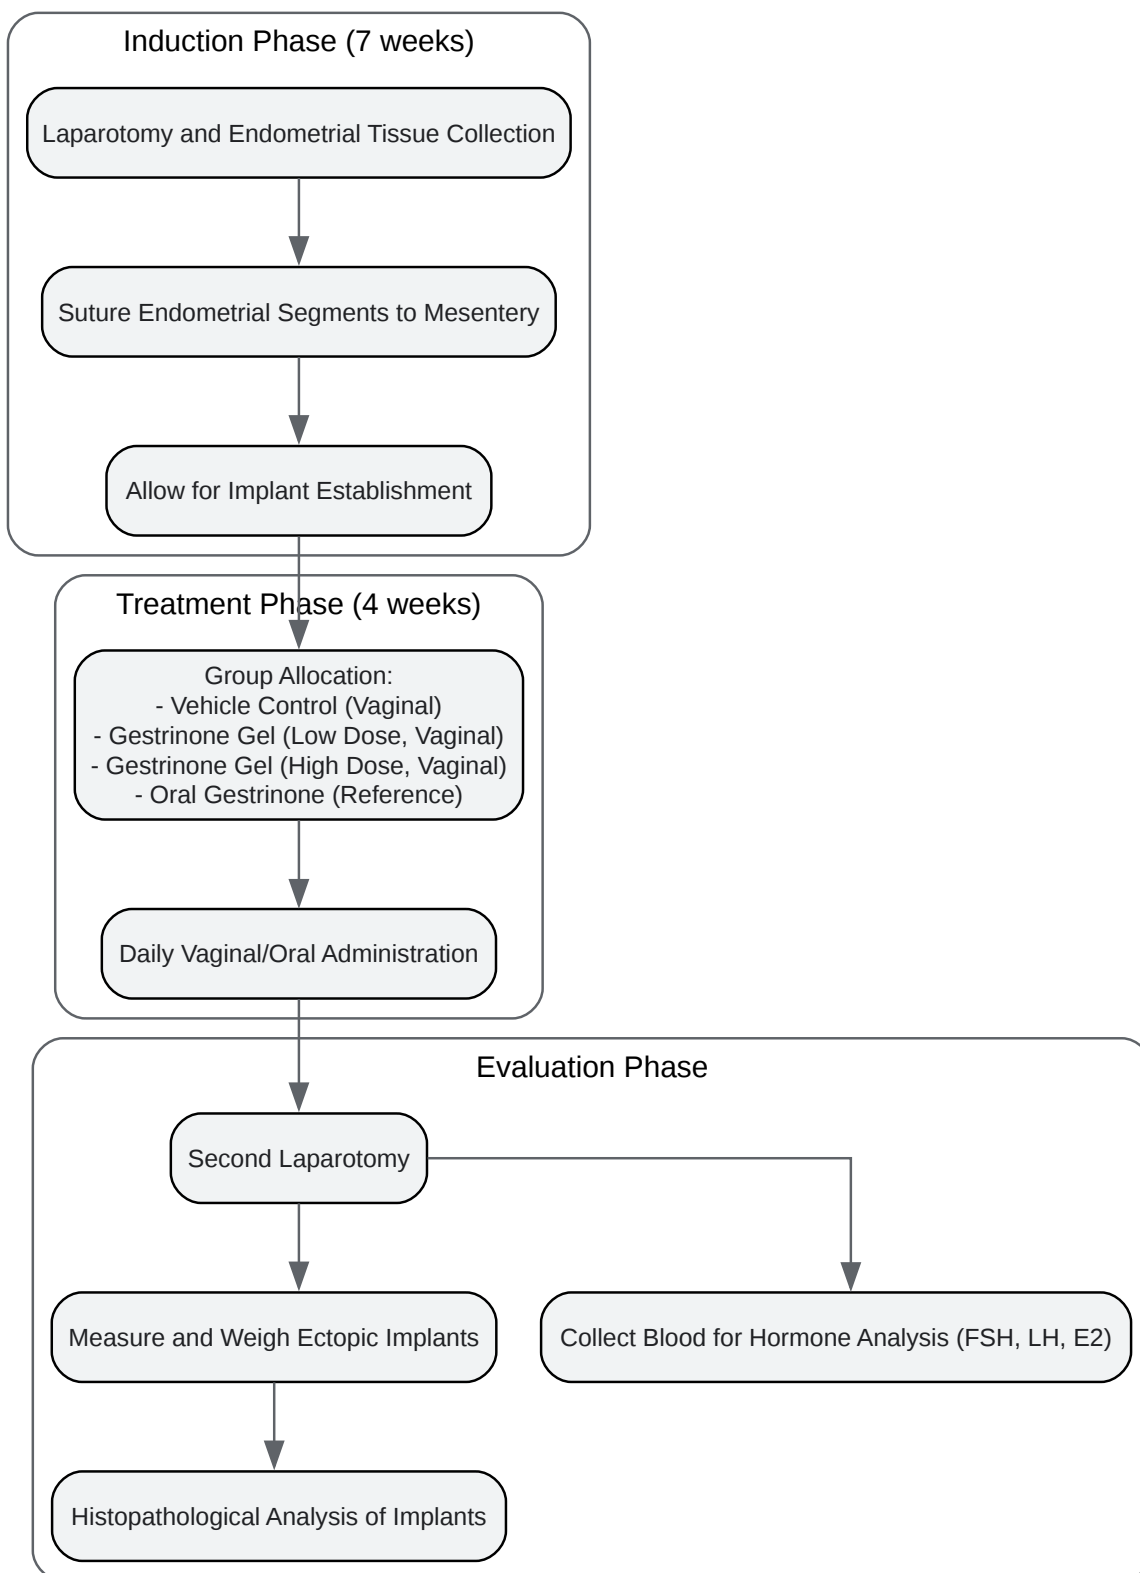 Induction Phase (7 weeks)
Laparotomy and Endometrial Tissue Collection
Suture Endometrial Segments to Mesentery
Allow for Implant Establishment
Treatment Phase (4 weeks)
Group Allocation:
- Vehicle Control (Vaginal)
- Gestrinone Gel (Low Dose, Vaginal)
- Gestrinone Gel (High Dose, Vaginal)
- Oral Gestrinone (Reference)
Daily Vaginal/Oral Administration
Evaluation Phase
Second Laparotomy
Measure and Weigh Ectopic Implants
Collect Blood for Hormone Analysis (FSH, LH, E2)
Histopathological Analysis of Implants